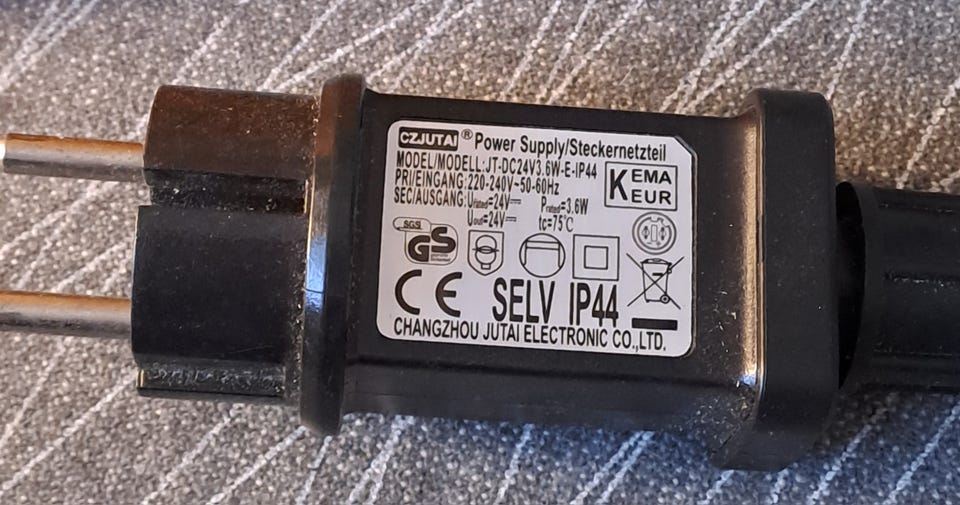 CZJUTAI ® Power Supply/Steckernetzteil
MODEL/MODELL:JT-DC24V3.6W-E-IP44
PRI/EINGANG:220-240V~50-60Hz
SEC/AUSGANG:Urated=24V⎓ Prated=3.6W
Uout=24V⎓ tc=75℃
KEMA
KEUR
SGS
GS
CE SELV IP44
CHANGZHOU JUTAI ELECTRONIC CO.,LTD.